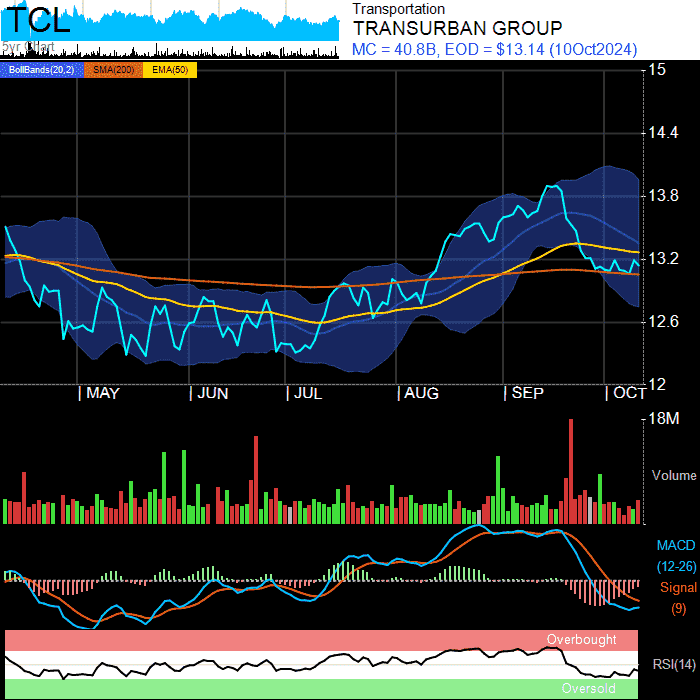 TCL
5yr Chart
Transportation
TRANSURBAN GROUP
MC = 40.8B, EOD = $13.14 (10Oct2024)
BollBands(20,2) SMA(200) EMA(50)
15
14.4
13.8
13.2
12.6
12
| MAY | JUN | JUL | AUG | SEP | OCT
18M
Volume
MACD
(12-26)
Signal
(9)
Overbought
RSI(14)
Oversold